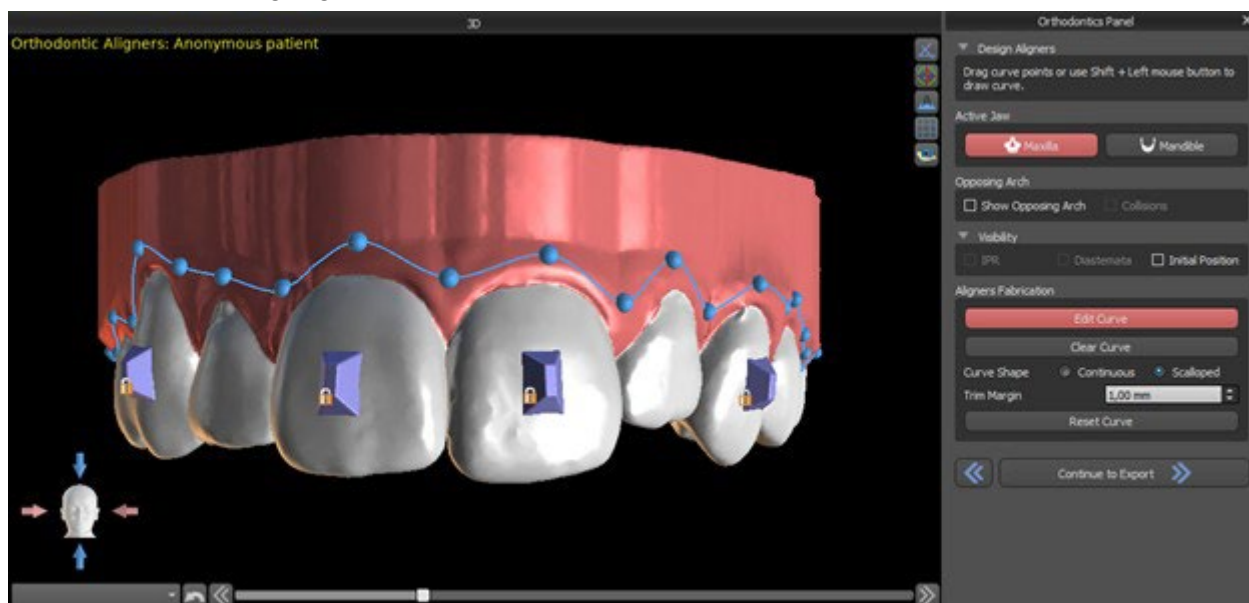 3D
Orthodontics Panel
Orthodontic Aligners: Anonymous patient
Design Aligners
Drag curve points or use Shift + Left mouse button to
draw curve.
Active Jaw
Maxilla Mandible
Opposing Arch
Show Opposing Arch Collisions
Visibility
IPR Diastemata Initial Position
Aligners Fabrication
Edit Curve
Clear Curve
Curve Shape Continuous Scalloped
Trim Margin 1,00 mm
Reset Curve
Continue to Export